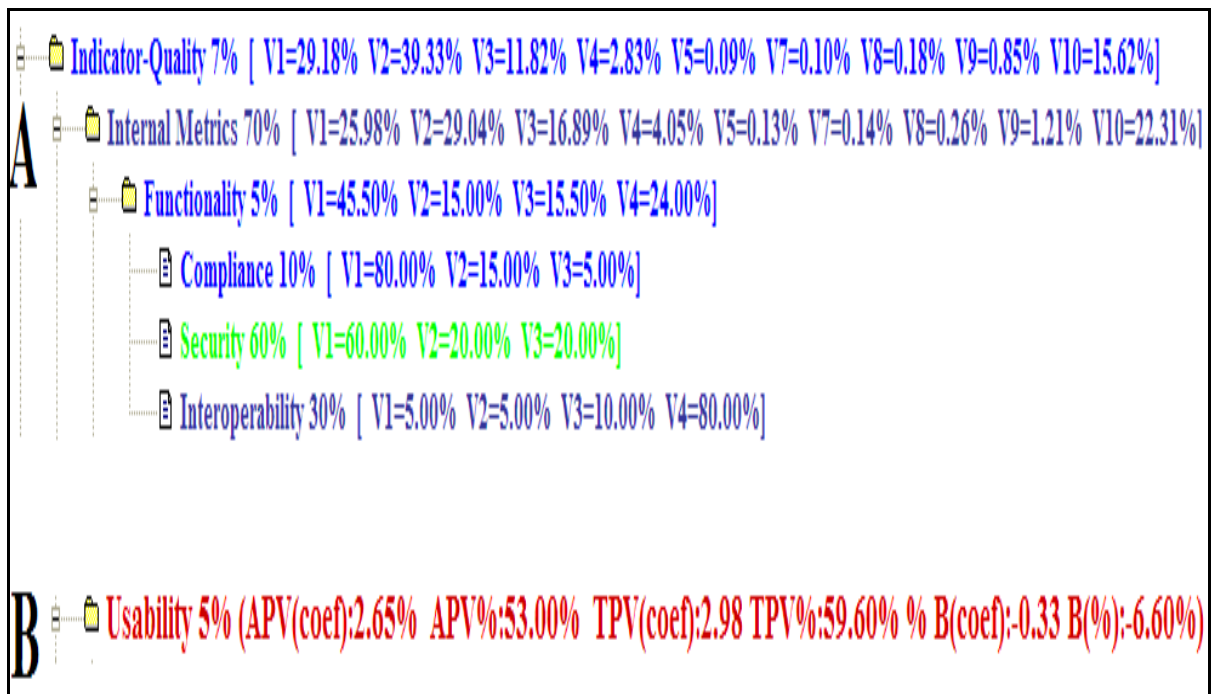 Indicator-Quality 7% [ V1=29.18% V2=39.33% V3=11.82% V4=2.83% V5=0.09% V7=0.10% V8=0.18% V9=0.85% V10=15.62%]
A
Internal Metrics 70% [ V1=25.98% V2=29.04% V3=16.89% V4=4.05% V5=0.13% V7=0.14% V8=0.26% V9=1.21% V10=22.31%]
Functionality 5% [ V1=45.50% V2=15.00% V3=15.50% V4=24.00%]
Compliance 10% [ V1=80.00% V2=15.00% V3=5.00%]
Security 60% [ V1=60.00% V2=20.00% V3=20.00%]
Interoperability 30% [ V1=5.00% V2=5.00% V3=10.00% V4=80.00%]
B
Usability 5% (APV(coef):2.65% APV%:53.00% TPV(coef):2.98 TPV%:59.60% % B(coef):-0.33 B(%):-6.60%)